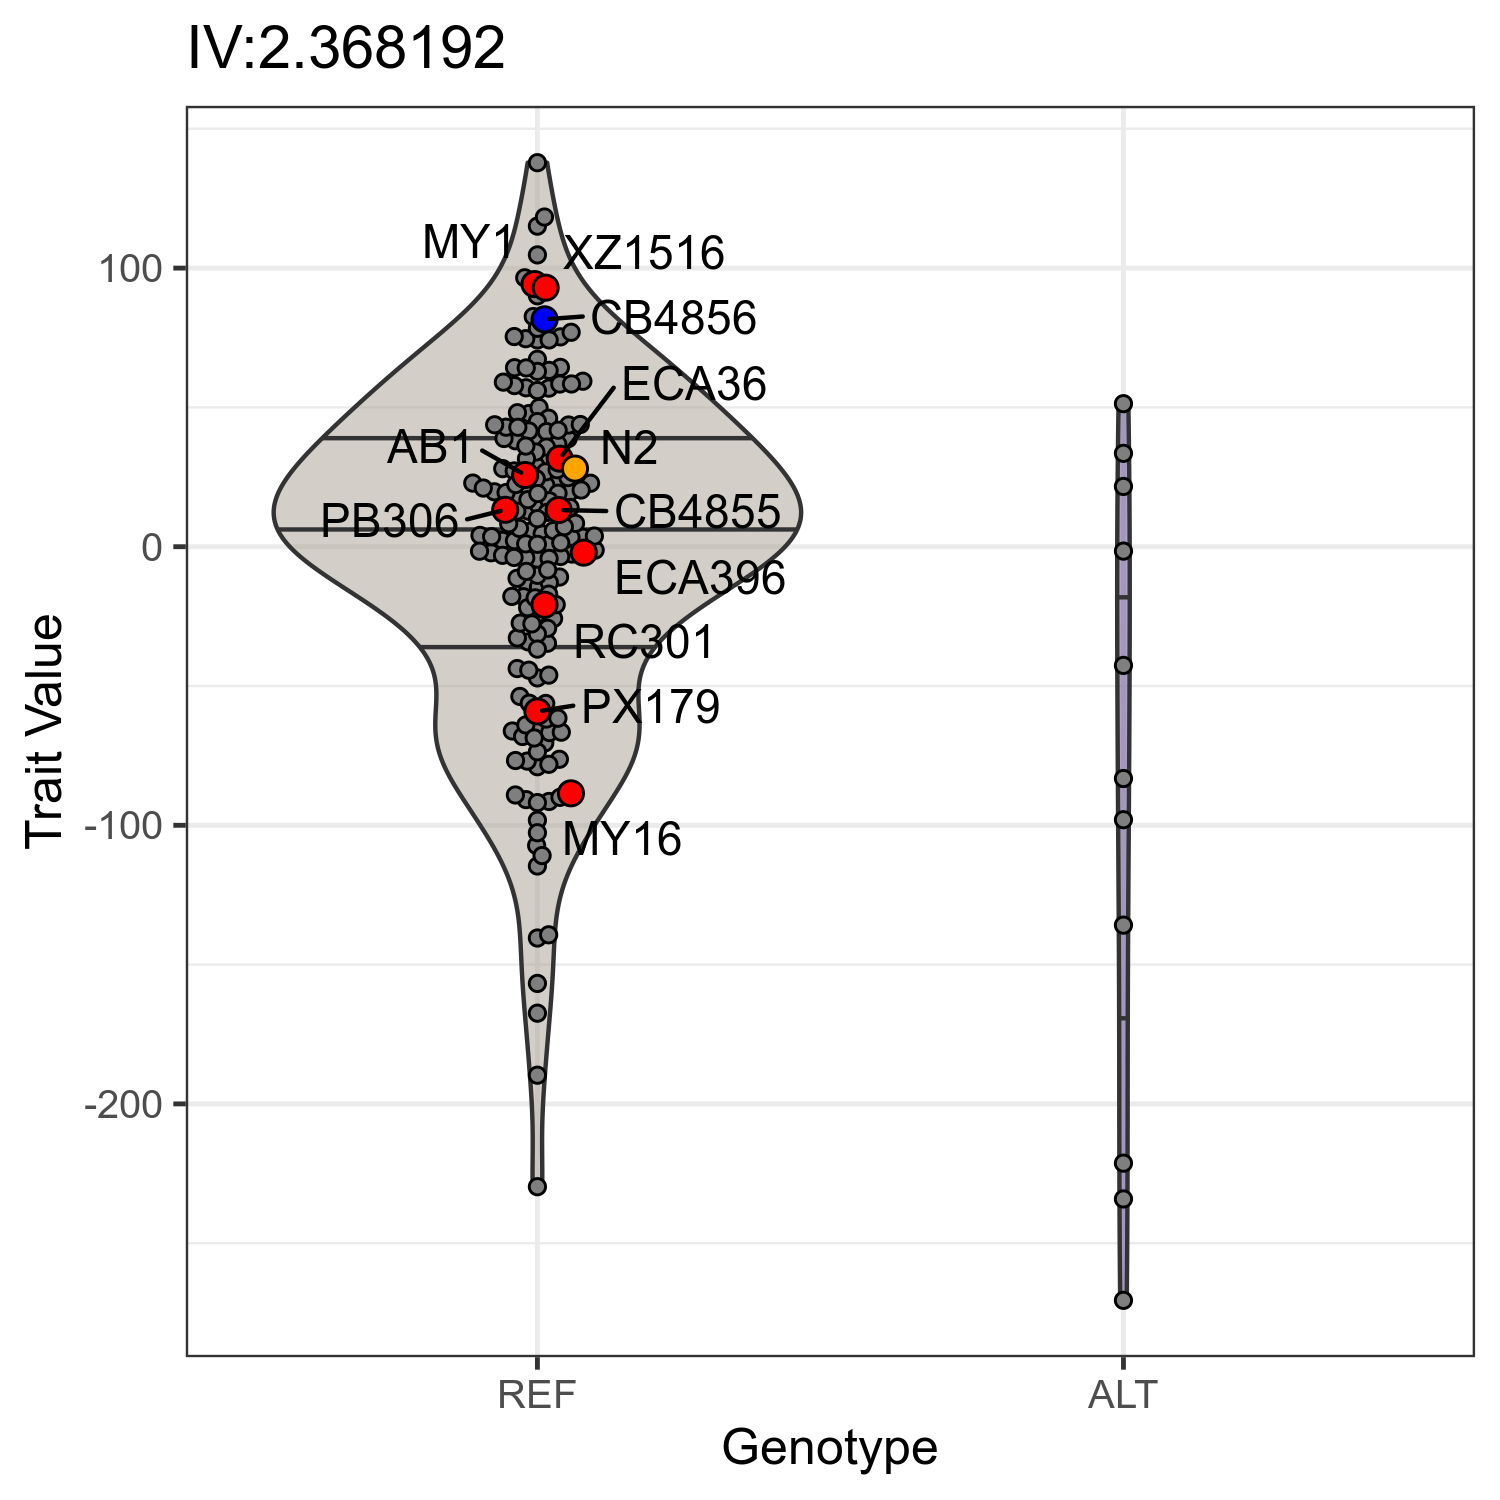 IV:2.368192
MY1
XZ1516
CB4856
ECA36
AB1
N2
PB306
CB4855
ECA396
RC301
PX179
MY16
100
0
-100
-200
Trait Value
REF
ALT
Genotype